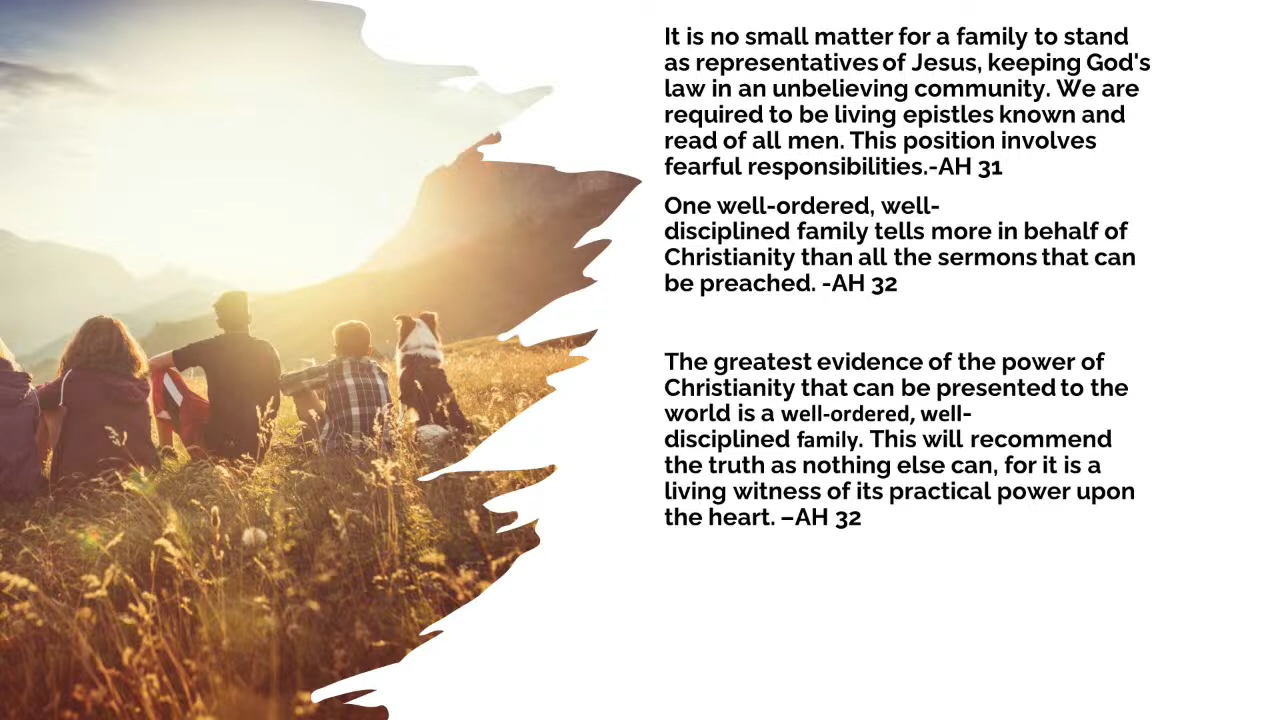 It is no small matter for a family to stand
as representatives of Jesus, keeping God's
law in an unbelieving community. We are
required to be living epistles known and
read of all men. This position involves
fearful responsibilities.-AH 31
One well-ordered, well-
disciplined family tells more in behalf of
Christianity than all the sermons that can
be preached. -AH 32
The greatest evidence of the power of
Christianity that can be presented to the
world is a well-ordered, well-
disciplined family. This will recommend
the truth as nothing else can, for it is a
living witness of its practical power upon
the heart. –AH 32